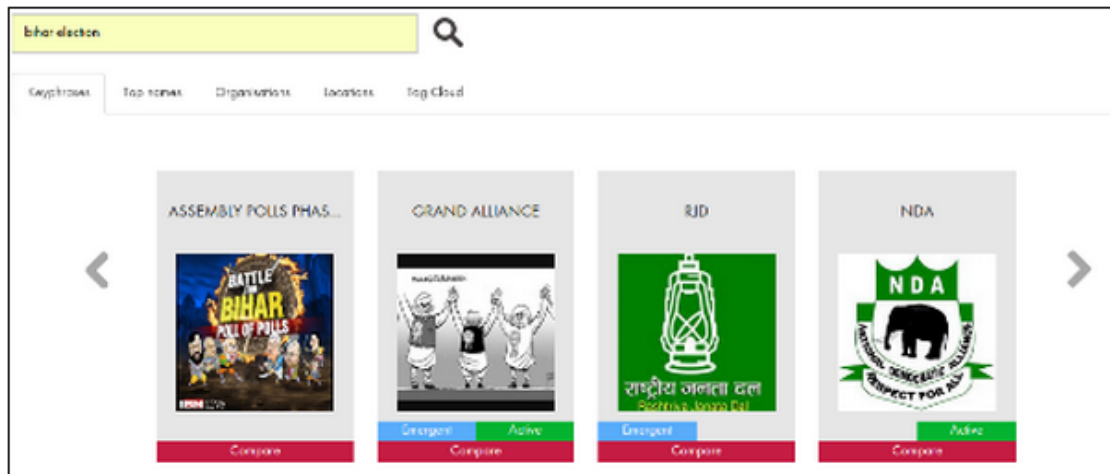 bihar election
Keyphrases Top names Organisations Locations Tag Cloud
ASSEMBLY POLLS PHAS... GRAND ALLIANCE RJD NDA
BATTLE
FOR
BIHAR
POLL OF POLLS
IBN
NDA
NATIONAL DEMOCRATIC ALLIANCE
RESPECT FOR ALL
राष्ट्रीय जनता दल
Rashtriya Janata Dal
Emergent Active Emergent Active
Compare Compare Compare Compare